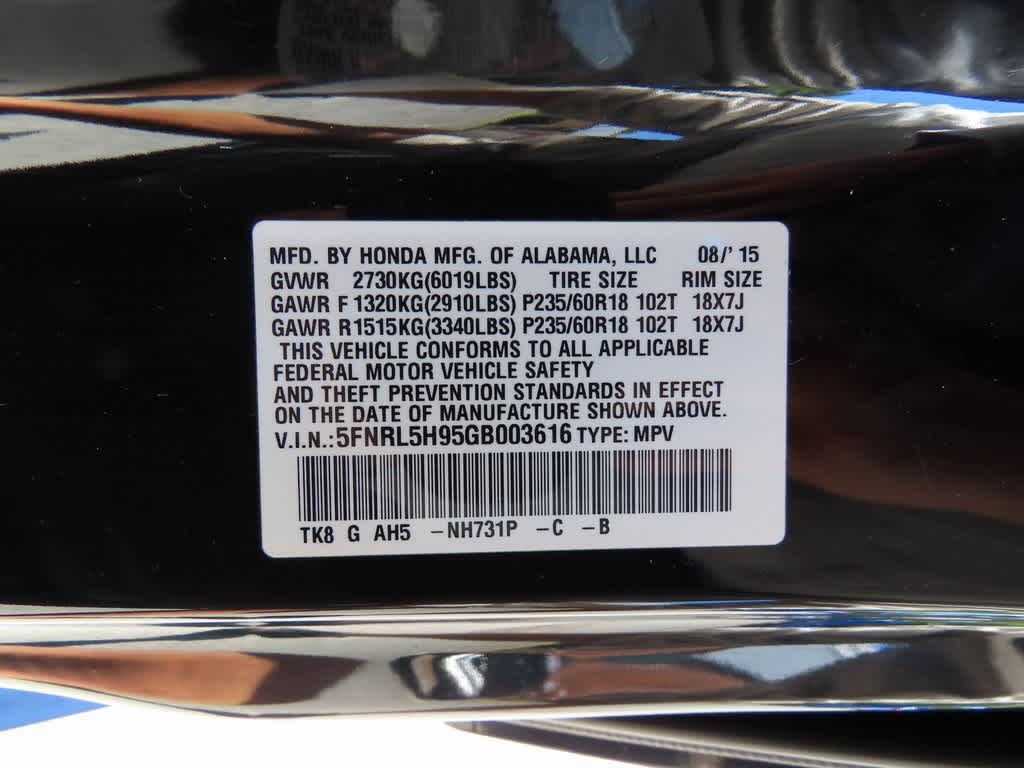 MFD. BY HONDA MFG. OF ALABAMA, LLC 08/' 15
GVWR 2730KG(6019LBS) TIRE SIZE RIM SIZE
GAWR F 1320KG(2910LBS) P235/60R18 102T 18X7J
GAWR R1515KG(3340LBS) P235/60R18 102T 18X7J
THIS VEHICLE CONFORMS TO ALL APPLICABLE
FEDERAL MOTOR VEHICLE SAFETY
AND THEFT PREVENTION STANDARDS IN EFFECT
ON THE DATE OF MANUFACTURE SHOWN ABOVE.
V.I.N.:5FNRL5H95GB003616 TYPE: MPV
TK8 G AH5 –NH731P –C –B